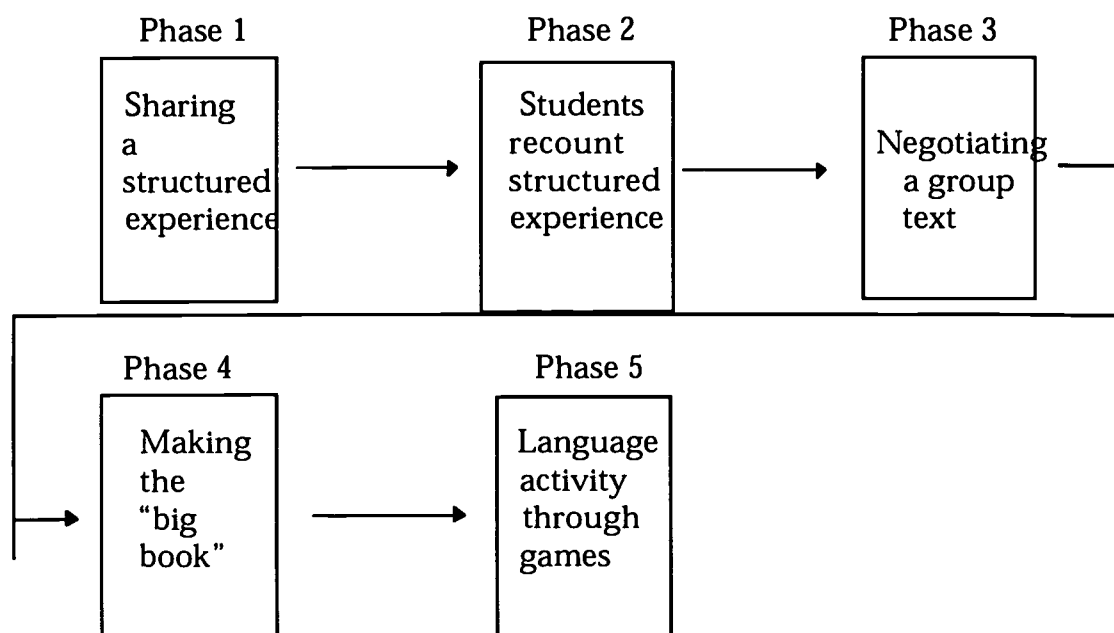 Phase 1
Sharing
a
structured
experience
Phase 2
Students
recount
structured
experience
Phase 3
Negotiating
a group
text
Phase 4
Making
the
“big
book”
Phase 5
Language
activity
through
games